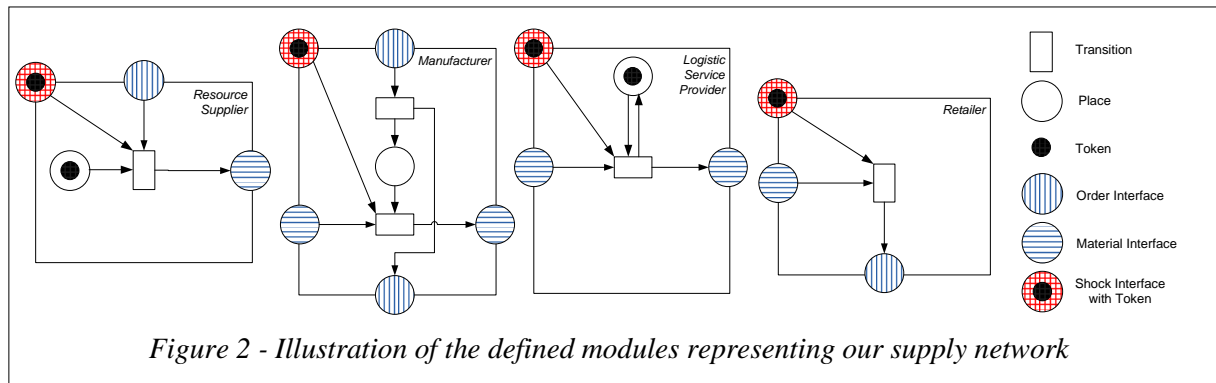 Resource
Supplier
Manufacturer
Logistic
Service
Provider
Retailer
Transition
Place
Token
Order Interface
Material Interface
Shock Interface
with Token
Figure 2 - Illustration of the defined modules representing our supply network